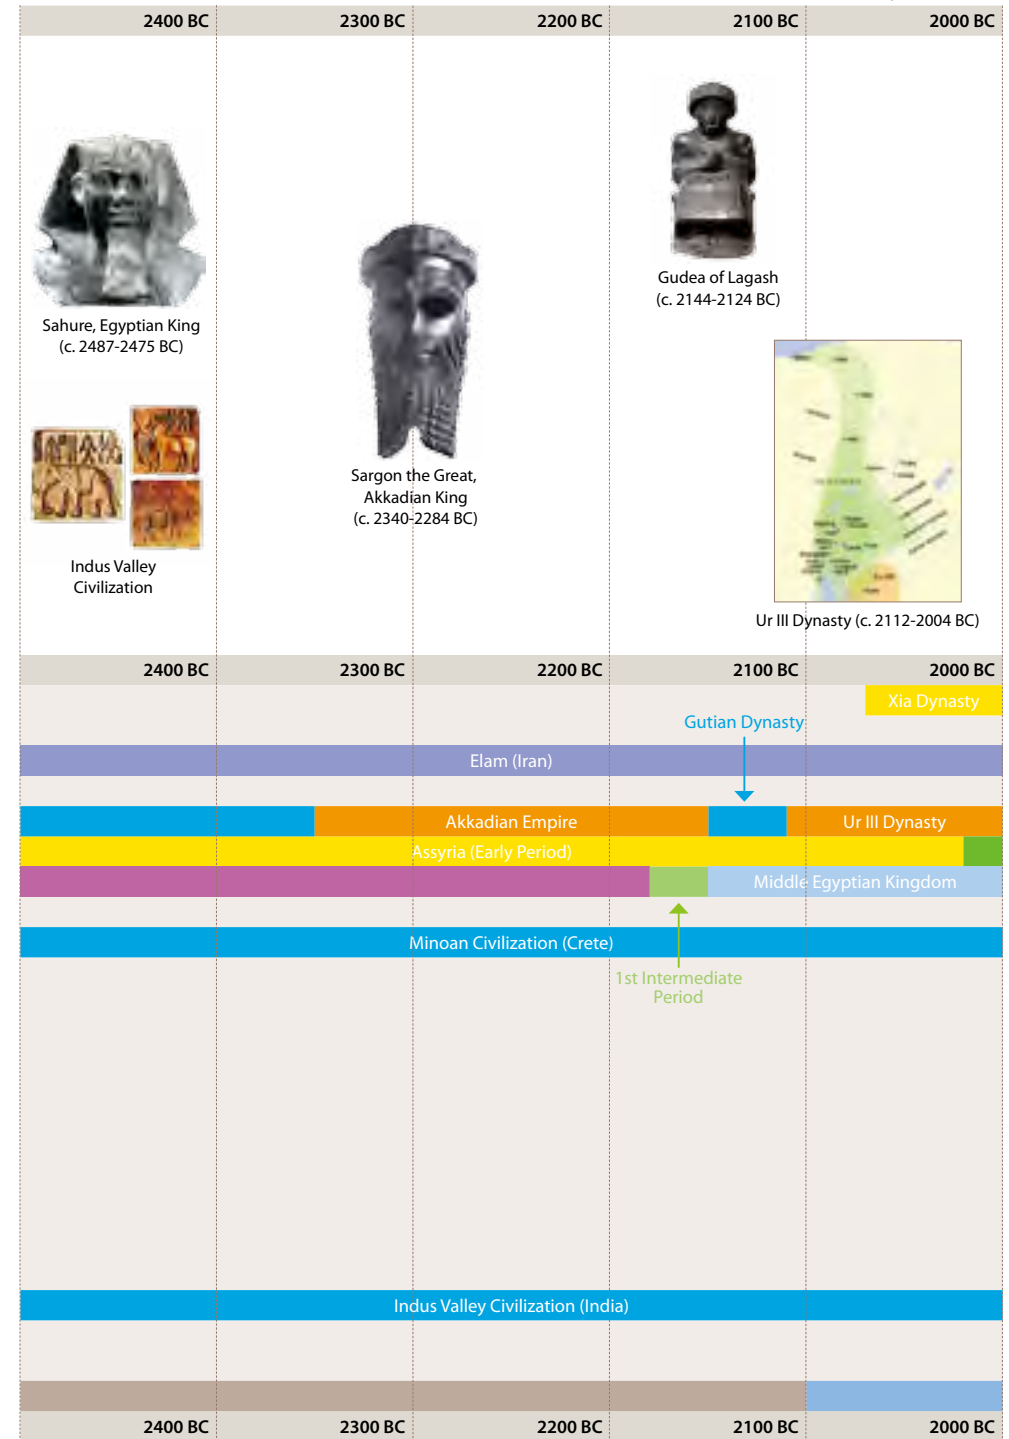 2400 BC 2300 BC 2200 BC 2100 BC 2000 BC
Gudea of Lagash
(c. 2144-2124 BC)
Sahure, Egyptian King
(c. 2487-2475 BC)
Sargon the Great,
Akkadian King
(c. 2340-2284 BC)
Indus Valley
Civilization
Ur III Dynasty (c. 2112-2004 BC)
2400 BC 2300 BC 2200 BC 2100 BC 2000 BC
Xia Dynasty
Gutian Dynasty
Elam (Iran)
Akkadian Empire Ur III Dynasty
Assyria (Early Period)
Middle Egyptian Kingdom
Minoan Civilization (Crete)
1st Intermediate
Period
Indus Valley Civilization (India)
2400 BC 2300 BC 2200 BC 2100 BC 2000 BC